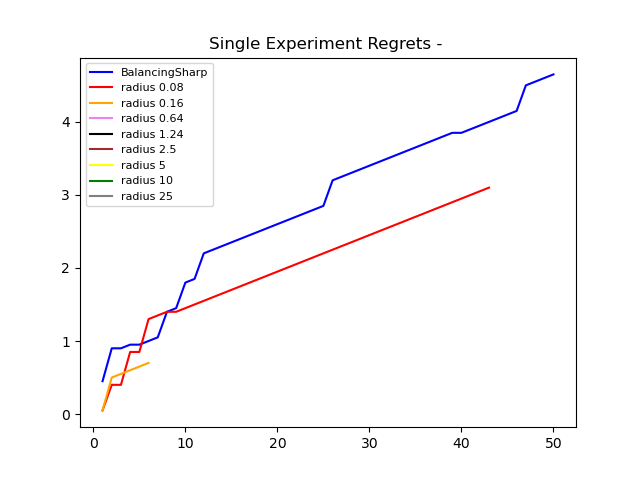 Single Experiment Regrets -
BalancingSharp
radius 0.08
radius 0.16
radius 0.64
radius 1.24
radius 2.5
radius 5
radius 10
radius 25
4
3
2
1
0
0 10 20 30 40 50